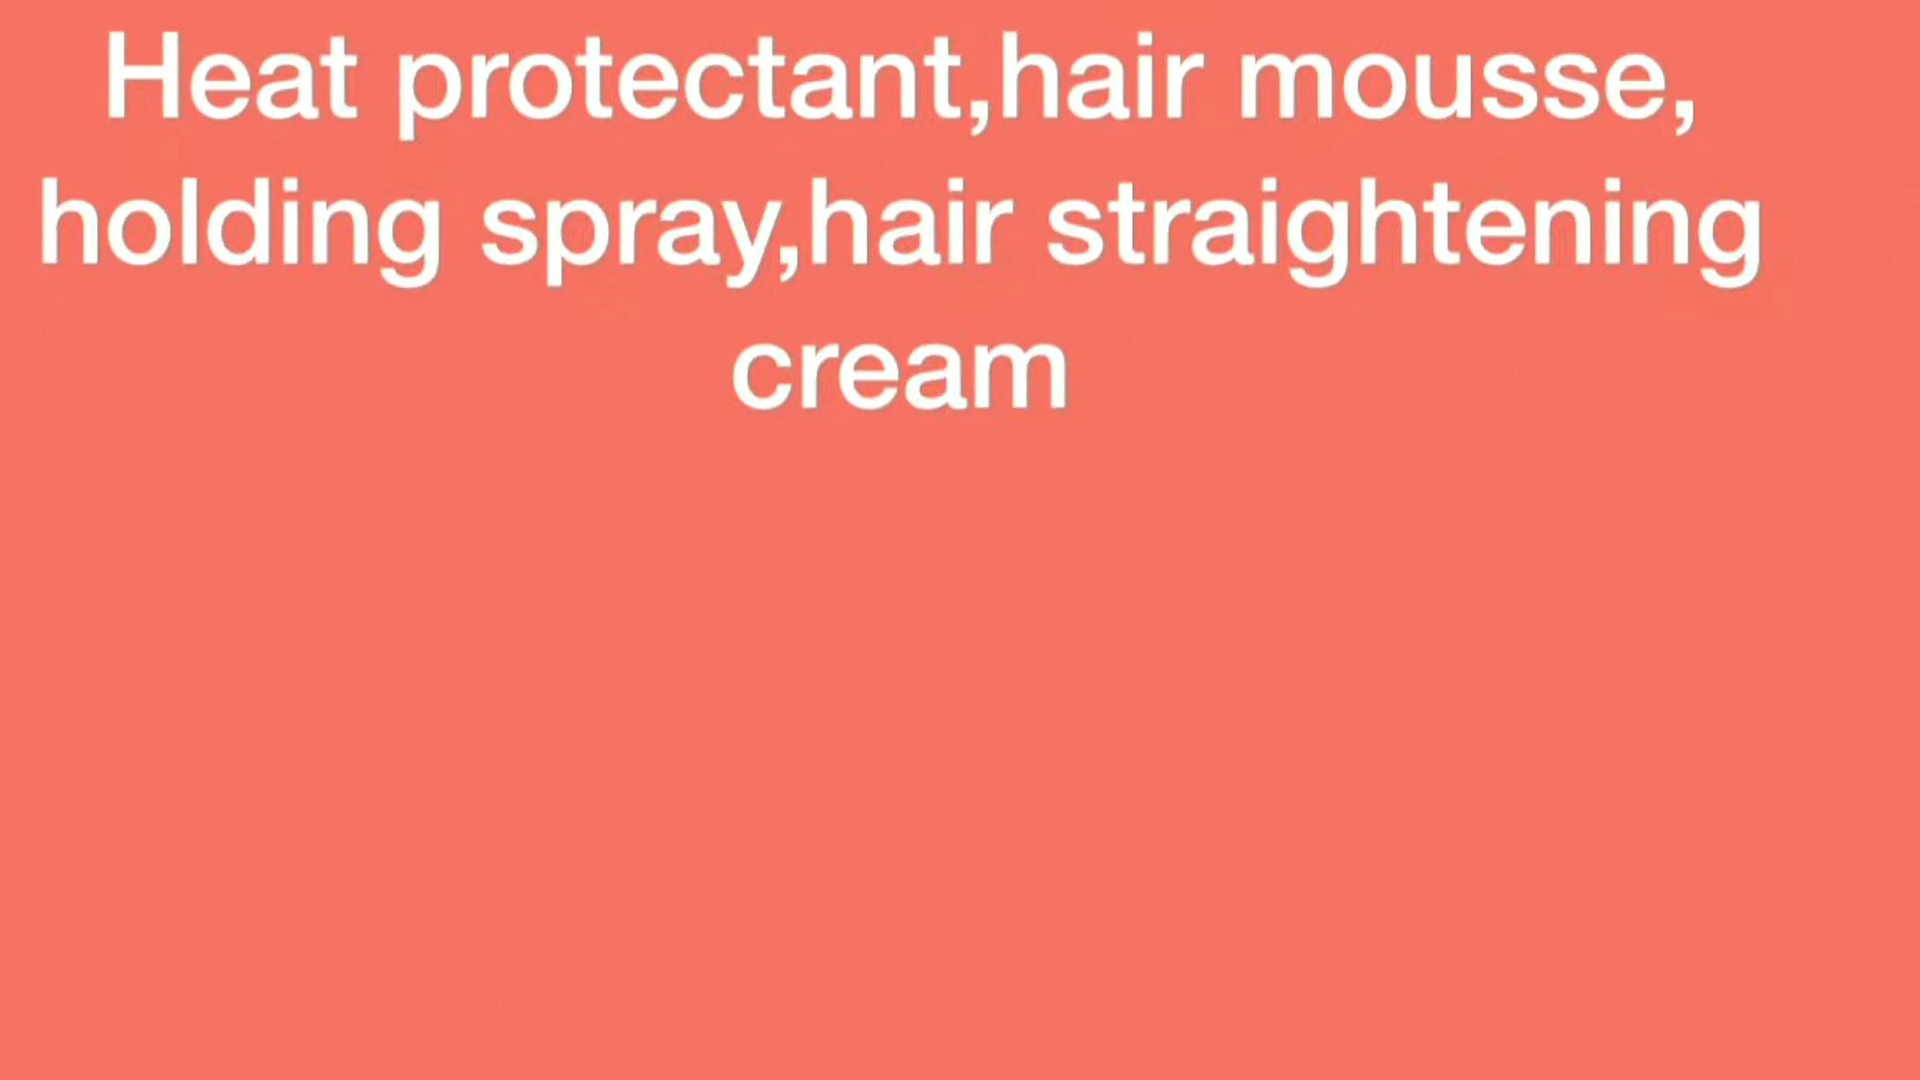 Heat protectant,hair mousse,
holding spray,hair straightening
cream